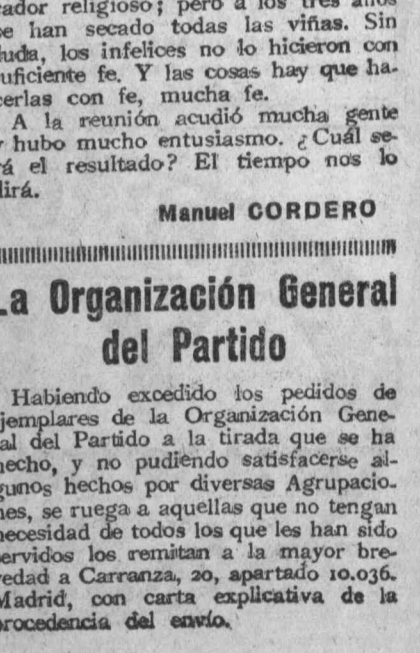 cador religioso; pero a los tres años
se han secado todas las viñas. Sin
duda, los infelices no lo hicieron con
suficiente fe. Y las cosas hay que ha-
cerlas con fe, mucha fe.
A la reunión acudió mucha gente
y hubo mucho entusiasmo. ¿Cuál se-
rá el resultado? El tiempo nos lo
dirá.
Manuel CORDERO
La Organización General
del Partido
Habiendo excedido los pedidos de
ejemplares de la Organización Gene-
ral del Partido a la tirada que se ha
hecho, y no pudiendo satisfacerse al-
gunos hechos por diversas Agrupacio-
nes, se ruega a aquellas que no tengan
necesidad de todos los que les han sido
servidos los remitan a la mayor bre-
vedad a Carranza, 20, apartado 10.036.
Madrid, con carta explicativa de la
procedencia del envío.